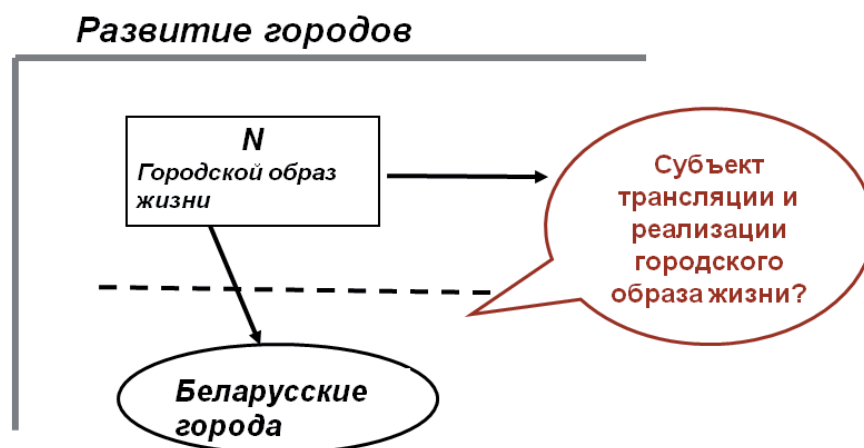 Развитие городов
N
Городской образ
жизни
Субъект
трансляции и
реализации
городского
образа жизни?
Беларусские
города